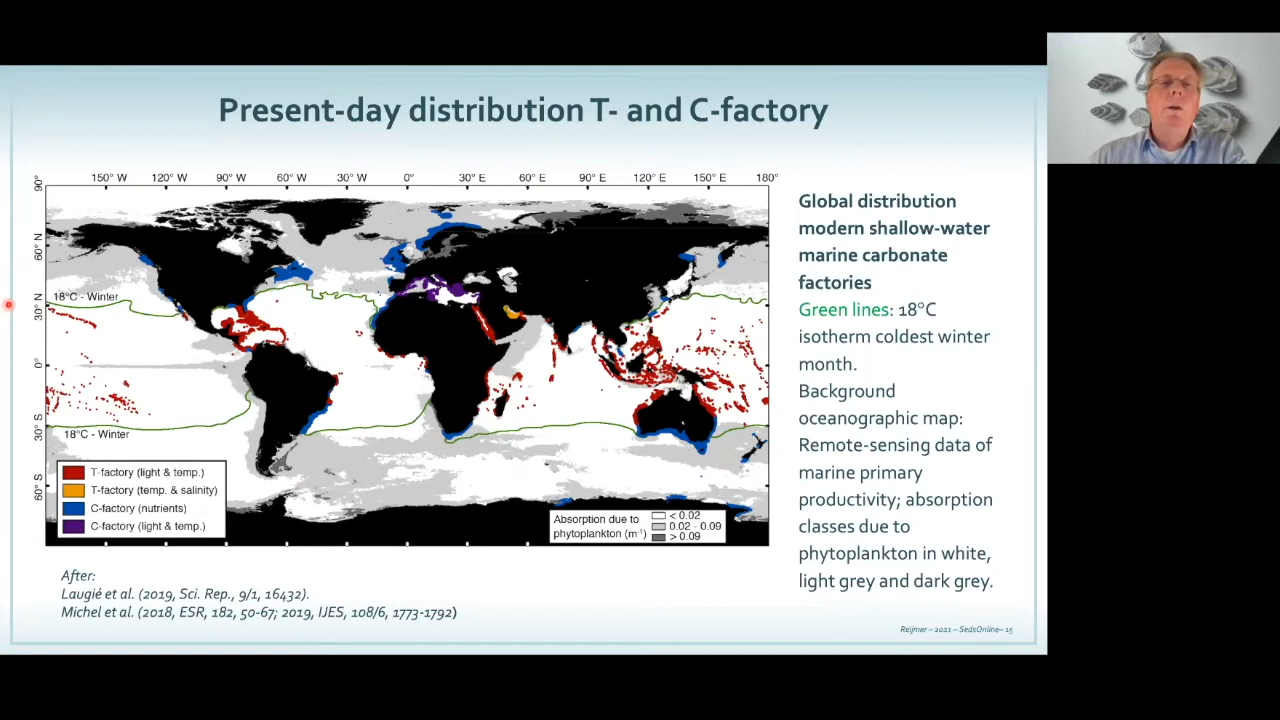 Present-day distribution T- and C-factory
150° W 120° W 90° W 60° W 30° W 0° 30° E 60° E 90° E 120° E 150° E 180°
90°
60° N
30° N
0°
30° S
60° S
18°C - Winter
18°C - Winter
T-factory (light & temp.)
T-factory (temp. & salinity)
C-factory (nutrients)
C-factory (light & temp.)
Absorption due to
phytoplankton (m⁻¹)
< 0.02
0.02 - 0.09
> 0.09
Global distribution
modern shallow-water
marine carbonate
factories
Green lines: 18°C
isotherm coldest winter
month.
Background
oceanographic map:
Remote-sensing data of
marine primary
productivity; absorption
classes due to
phytoplankton in white,
light grey and dark grey.
After:
Laugié et al. (2019, Sci. Rep., 9/1, 16432).
Michel et al. (2018, ESR, 182, 50-67; 2019, IJES, 108/6, 1773-1792)
Reijmer – 2021 – SedsOnline– 15